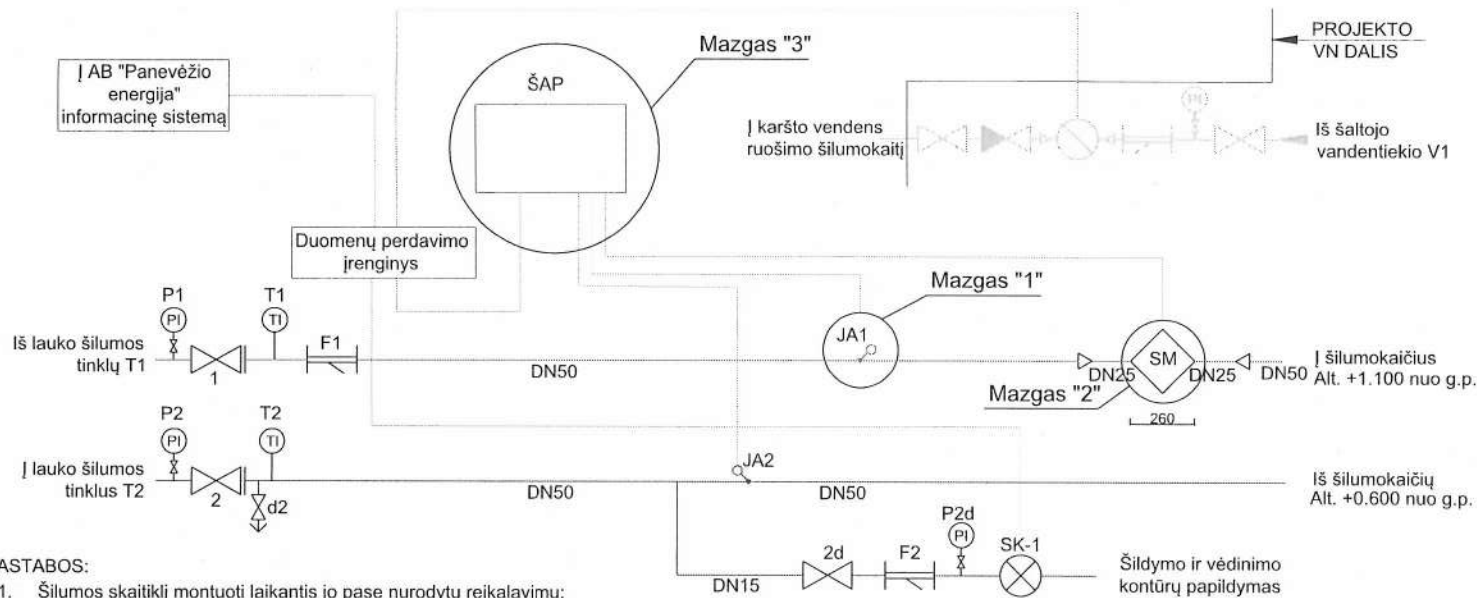 Į AB "Panevėžio
energija"
informacinę sistemą
ŠAP
Mazgas "3"
PROJEKTO
VN DALIS
PI
Į karšto vendens
ruošimo šilumokaitį
Iš šaltojo
vandentiekio V1
Duomenų perdavimo
įrenginys
Mazgas "1"
P1
PI
T1
TI
F1
JA1
Iš lauko šilumos
tinklų T1
1
DN50
DN25
SM
DN25
DN50
Į šilumokaičius
Alt. +1.100 nuo g.p.
Mazgas "2"
260
P2
PI
T2
TI
JA2
Į lauko šilumos
tinklus T2
2
d2
DN50
DN50
Iš šilumokaičių
Alt. +0.600 nuo g.p.
P2d
PI
2d
F2
SK-1
DN15
Šildymo ir vėdinimo
kontūrų papildymas
ASTABOS:
1. Šilumos skaitiklį montuoti laikantis jo pase nurodytų reikalavimų;